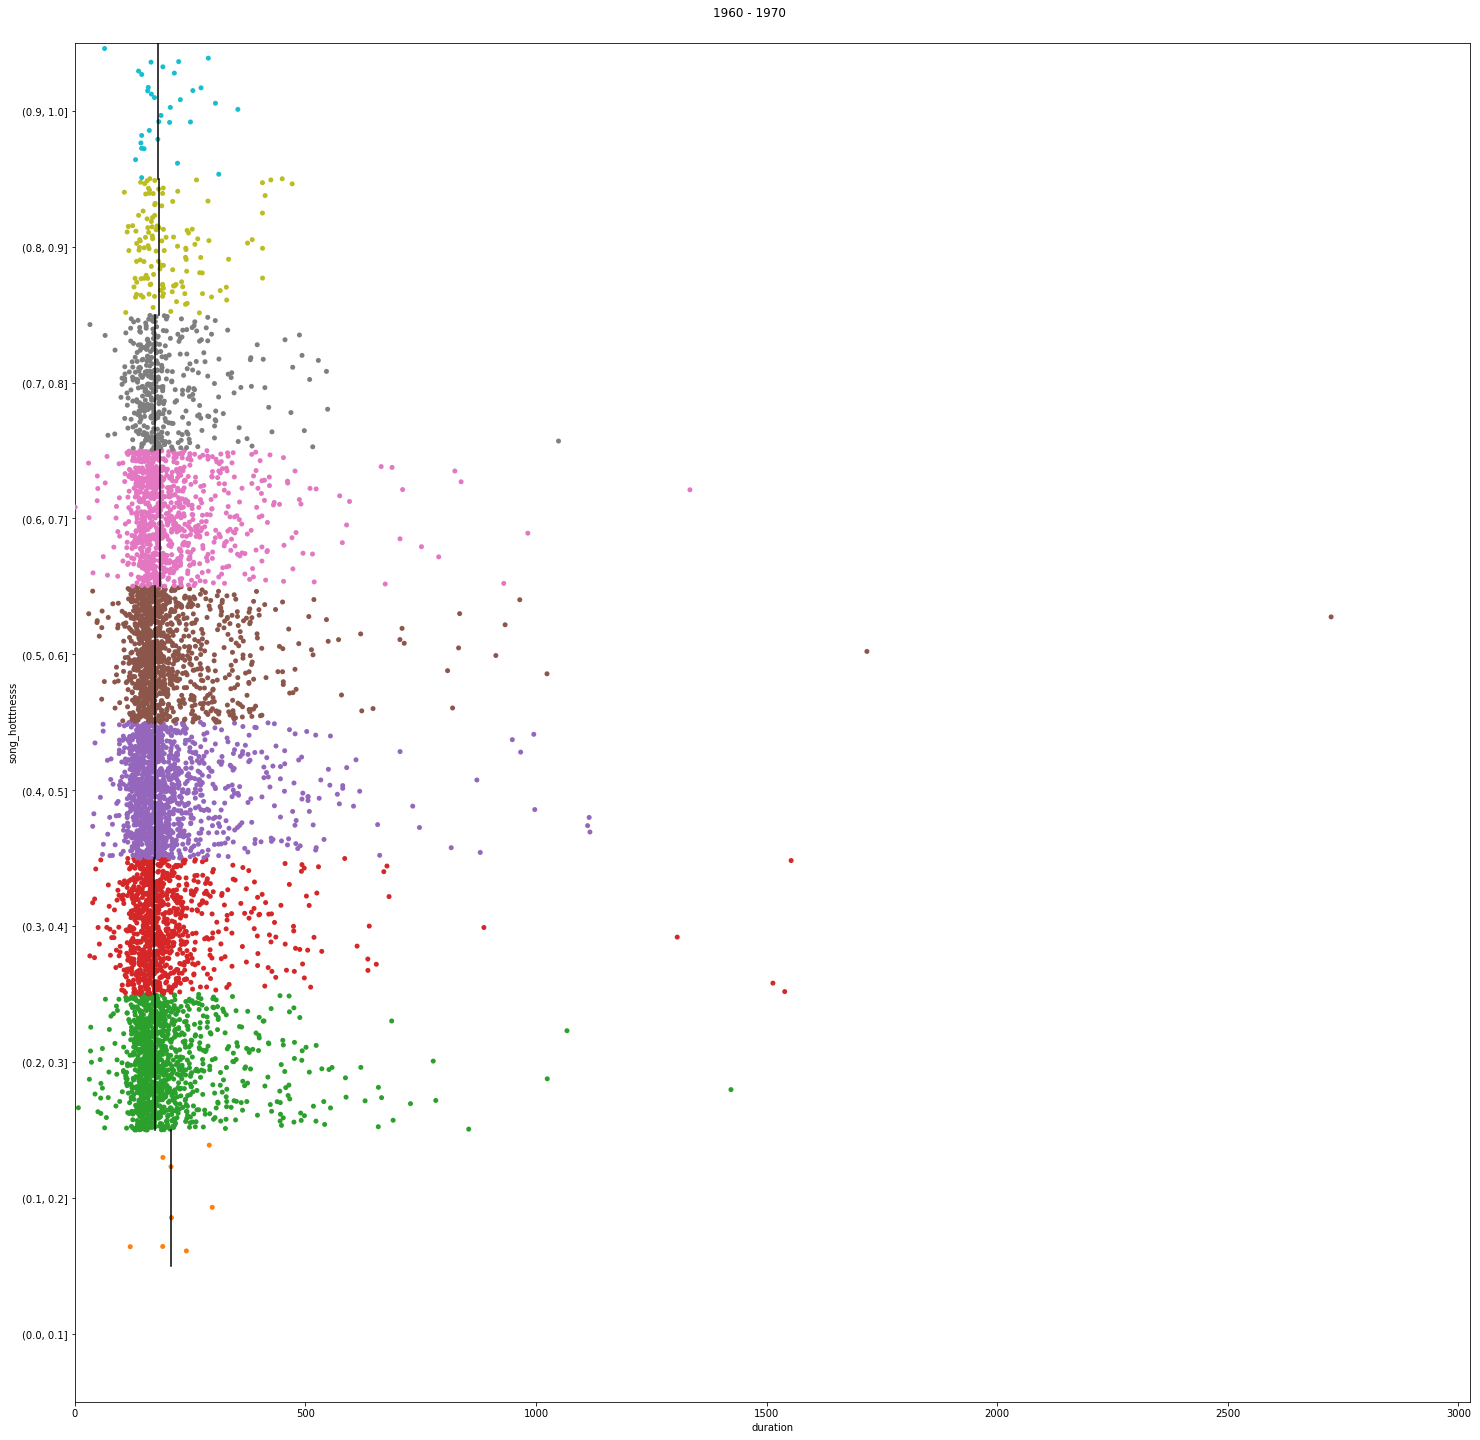 1960 - 1970
(0.9, 1.0]
(0.8, 0.9]
(0.7, 0.8]
(0.6, 0.7]
(0.5, 0.6]
song_hotttnesss
(0.4, 0.5]
(0.3, 0.4]
(0.2, 0.3]
(0.1, 0.2]
(0.0, 0.1]
0 500 1000 1500 2000 2500 3000
duration